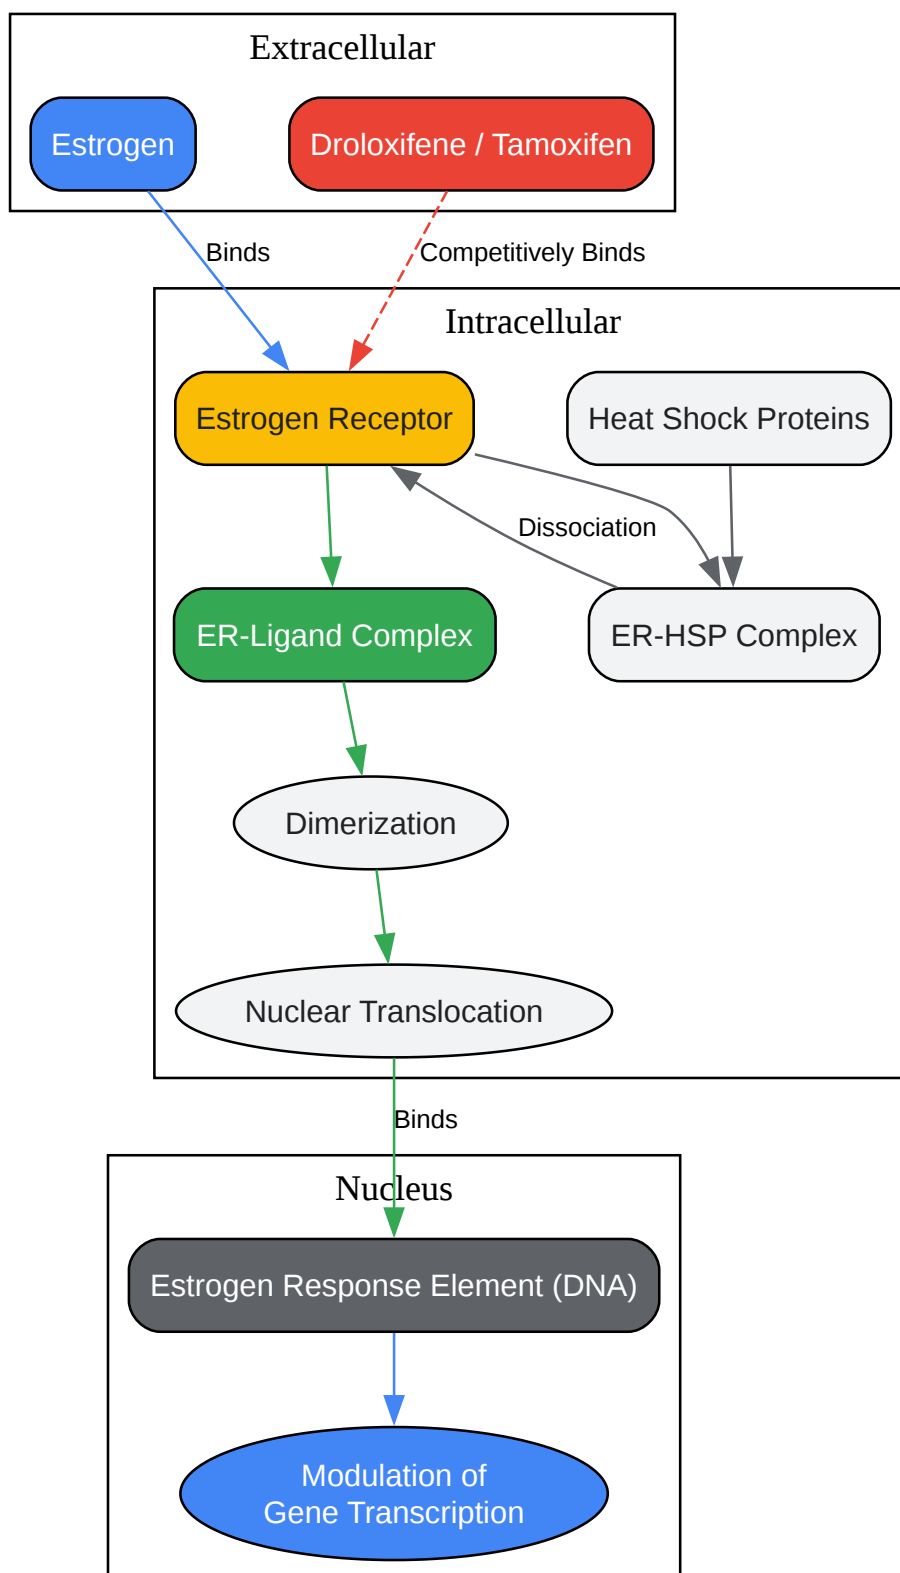 Extracellular
Estrogen
Droloxifene / Tamoxifen
Binds
Competitively Binds
Intracellular
Estrogen Receptor
Heat Shock Proteins
Dissociation
ER-Ligand Complex
ER-HSP Complex
Dimerization
Nuclear Translocation
Binds
Nucleus
Estrogen Response Element (DNA)
Modulation of
Gene Transcription